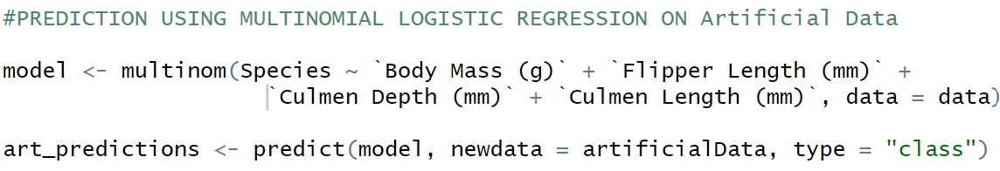 #PREDICTION USING MULTINOMIAL LOGISTIC REGRESSION ON Artificial Data
model <- multinom(Species ~ `Body Mass (g)` + `Flipper Length (mm)` +
`Culmen Depth (mm)` + `Culmen Length (mm)`, data = data)
art_predictions <- predict(model, newdata = artificialData, type = "class")